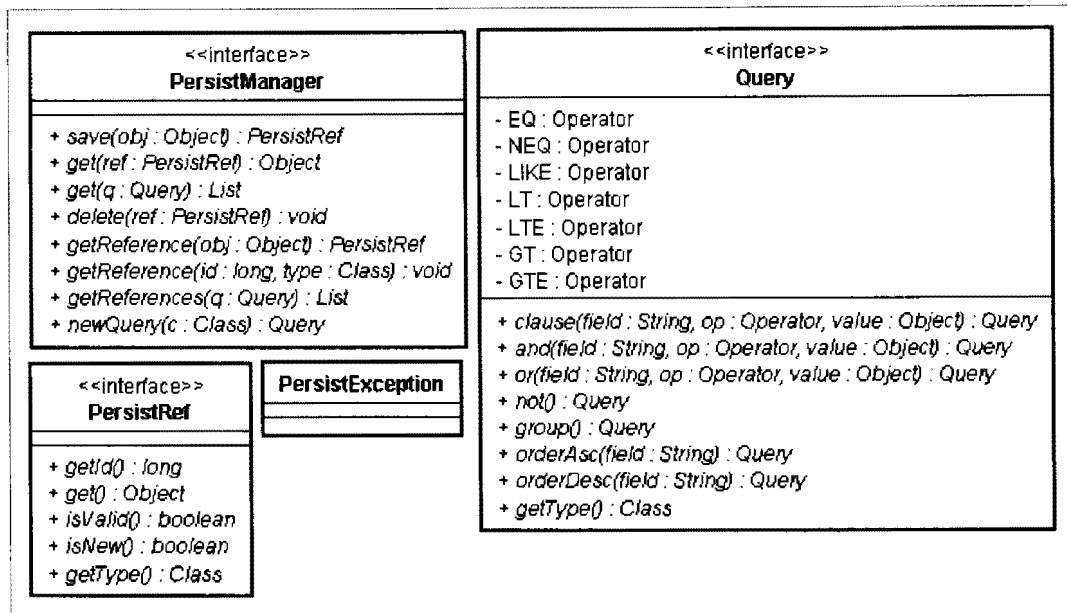 <<interface>>
PersistManager
+ save(obj : Object) : PersistRef
+ get(ref : PersistRef) : Object
+ get(q : Query) : List
+ delete(ref : PersistRef) : void
+ getReference(obj : Object) : PersistRef
+ getReference(id : long, type : Class) : void
+ getReferences(q : Query) : List
+ newQuery(c : Class) : Query
<<interface>>
PersistRef
+ getId() : long
+ get() : Object
+ isValid() : boolean
+ isNew() : boolean
+ getType() : Class
PersistException
<<interface>>
Query
- EQ : Operator
- NEQ : Operator
- LIKE : Operator
- LT : Operator
- LTE : Operator
- GT : Operator
- GTE : Operator
+ clause(field : String, op : Operator, value : Object) : Query
+ and(field : String, op : Operator, value : Object) : Query
+ or(field : String, op : Operator, value : Object) : Query
+ not() : Query
+ group() : Query
+ orderAsc(field : String) : Query
+ orderDesc(field : String) : Query
+ getType() : Class